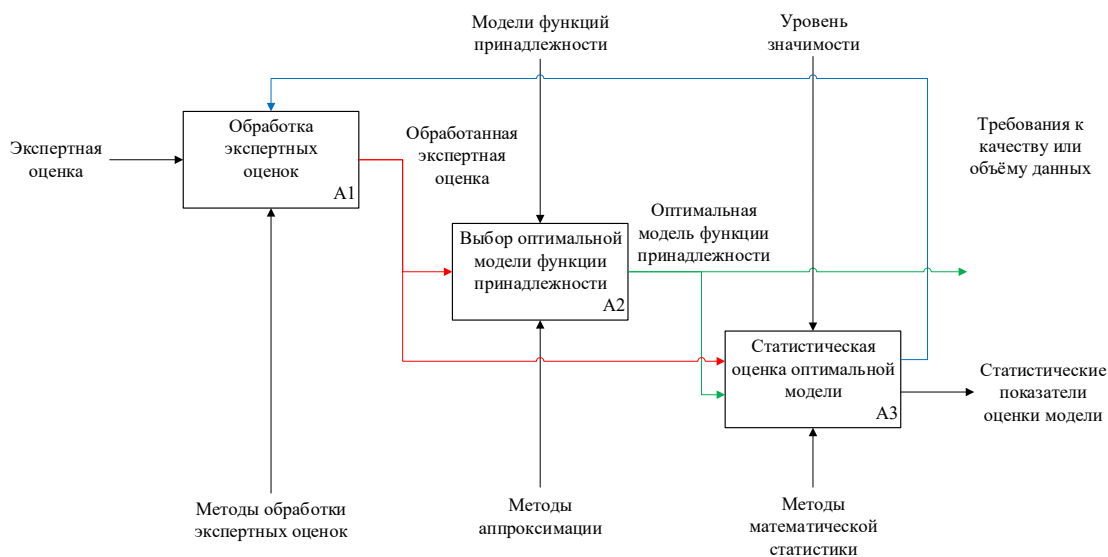 Модели функций
принадлежности
Уровень
значимости
Экспертная
оценка
Обработка
экспертных
оценок
A1
Обработанная
экспертная
оценка
Требования к
качеству или
объёму данных
Выбор оптимальной
модели функции
принадлежности
A2
Оптимальная
модель функции
принадлежности
Статистическая
оценка оптимальной
модели
A3
Статистические
показатели
оценки модели
Методы обработки
экспертных оценок
Методы
аппроксимации
Методы
математической
статистики